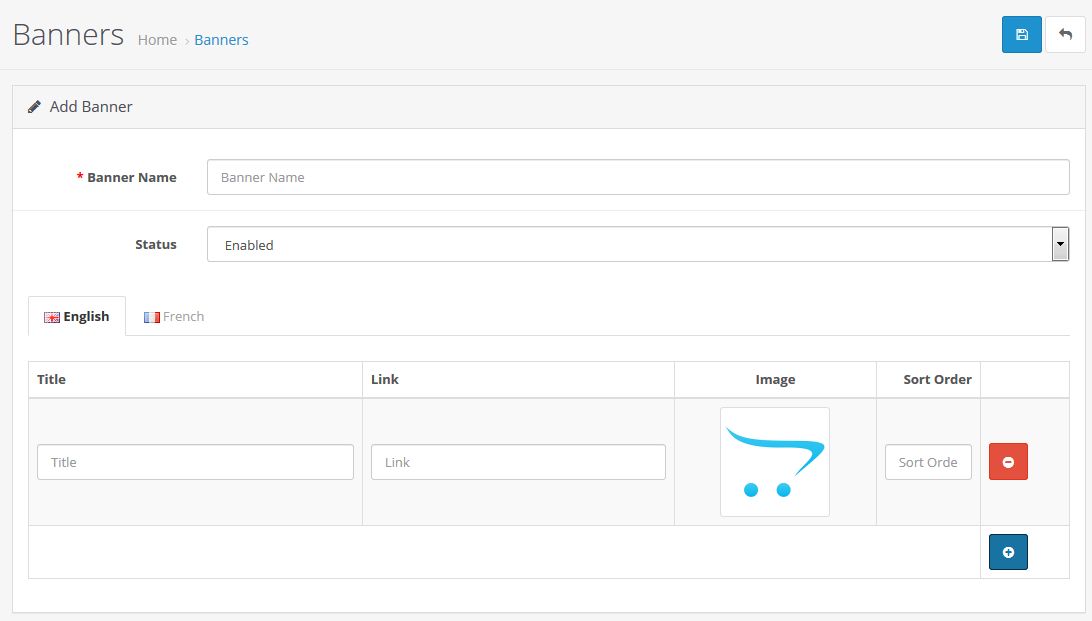 Banners Home › Banners
Add Banner
* Banner Name Banner Name
Status Enabled
English French
Title Link Image Sort Order
Title Link Sort Orde